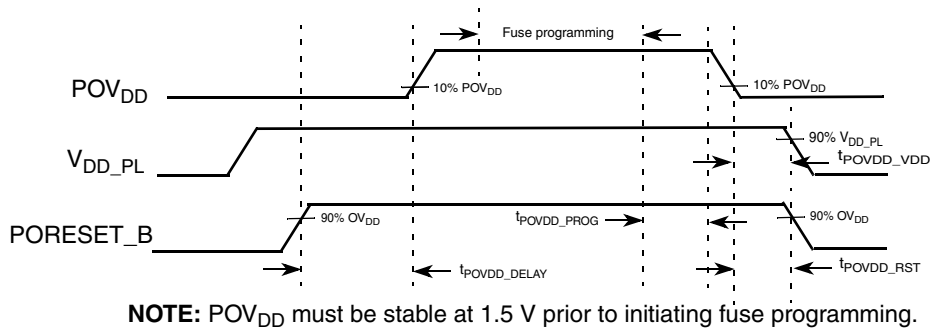 Fuse programming
POV_DD
10% POV_DD
10% POV_DD
V_DD_PL
90% V_DD_PL
t_POVDD_VDD
PORESET_B
90% OV_DD
t_POVDD_PROG
90% OV_DD
t_POVDD_DELAY
t_POVDD_RST
NOTE: POV_DD must be stable at 1.5 V prior to initiating fuse programming.